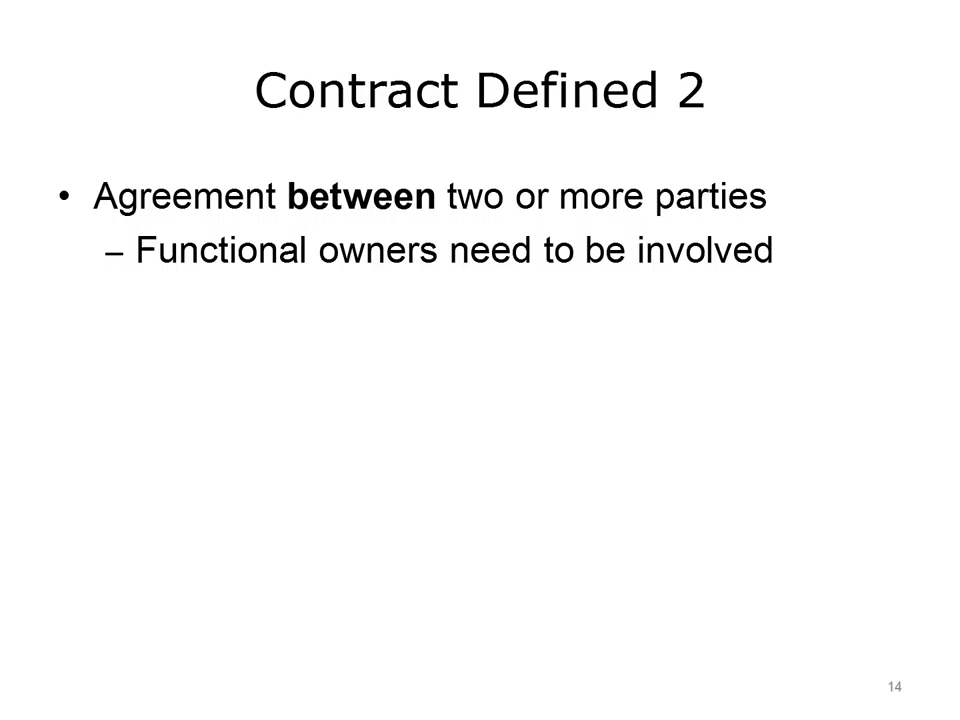 Contract Defined 2
• Agreement between two or more parties
– Functional owners need to be involved
14